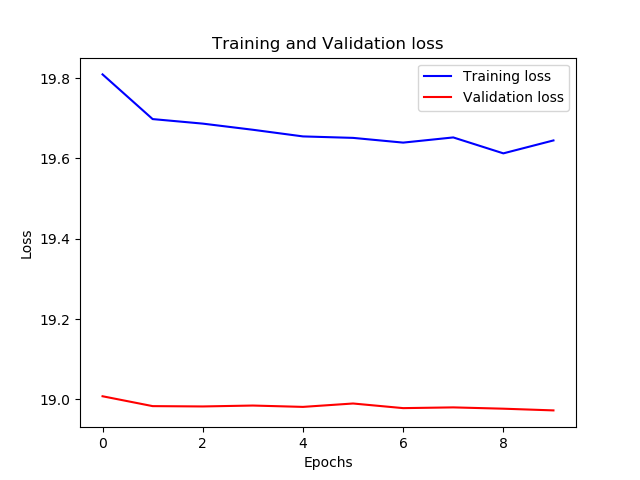 Training and Validation loss
Training loss
Validation loss
19.8
19.6
19.4
19.2
19.0
Loss
0 2 4 6 8
Epochs